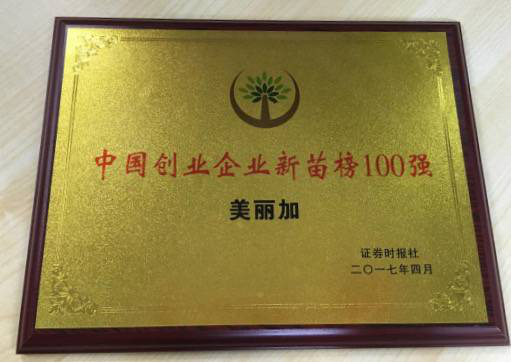 中国创业企业新苗榜100强
美丽加
证券时报社
二〇一七年四月